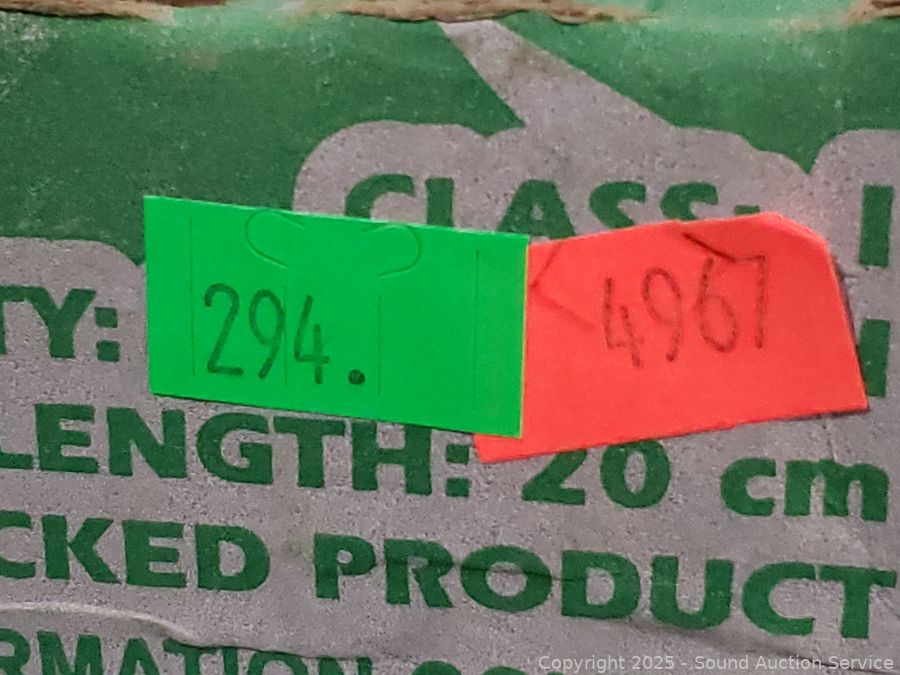 CLASS: I
TY:
294.
4967
LENGTH: 20 cm
CKED PRODUCT
RMATION
Copyright 2025 - Sound Auction Service